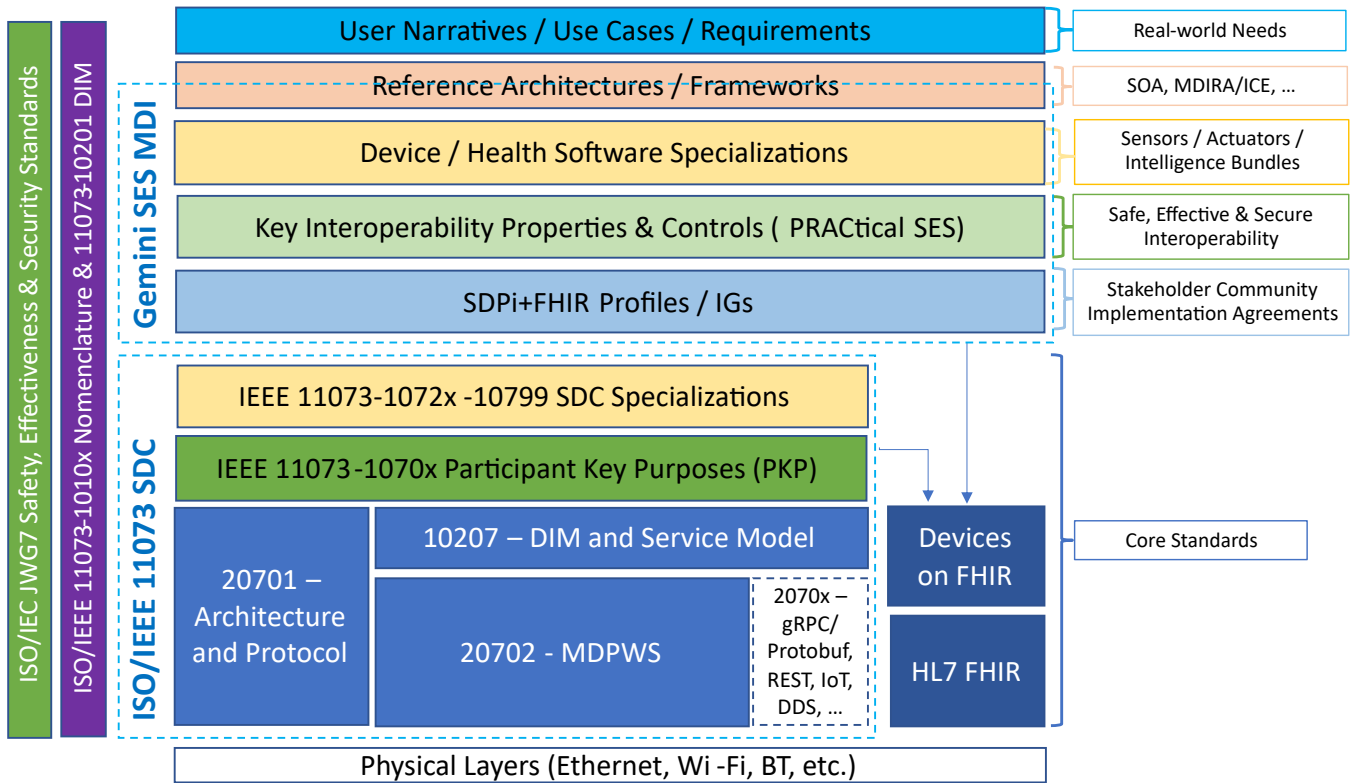 ISO/IEC JWG7 Safety, Effectiveness & Security Standards
ISO/IEEE 11073-1010x Nomenclature & 11073-10201 DIM
User Narratives / Use Cases / Requirements
Real-world Needs
Reference Architectures / Frameworks
SOA, MDIRA/ICE, ...
Gemini SES MDI
Device / Health Software Specializations
Sensors / Actuators /
Intelligence Bundles
Key Interoperability Properties & Controls ( PRACtical SES)
Safe, Effective & Secure
Interoperability
SDPi+FHIR Profiles / IGs
Stakeholder Community
Implementation Agreements
ISO/IEEE 11073 SDC
IEEE 11073-1072x -10799 SDC Specializations
IEEE 11073-1070x Participant Key Purposes (PKP)
20701 –
Architecture
and Protocol
10207 – DIM and Service Model
20702 - MDPWS
2070x –
gRPC/
Protobuf,
REST, IoT,
DDS, ...
Devices
on FHIR
HL7 FHIR
Core Standards
Physical Layers (Ethernet, Wi -Fi, BT, etc.)